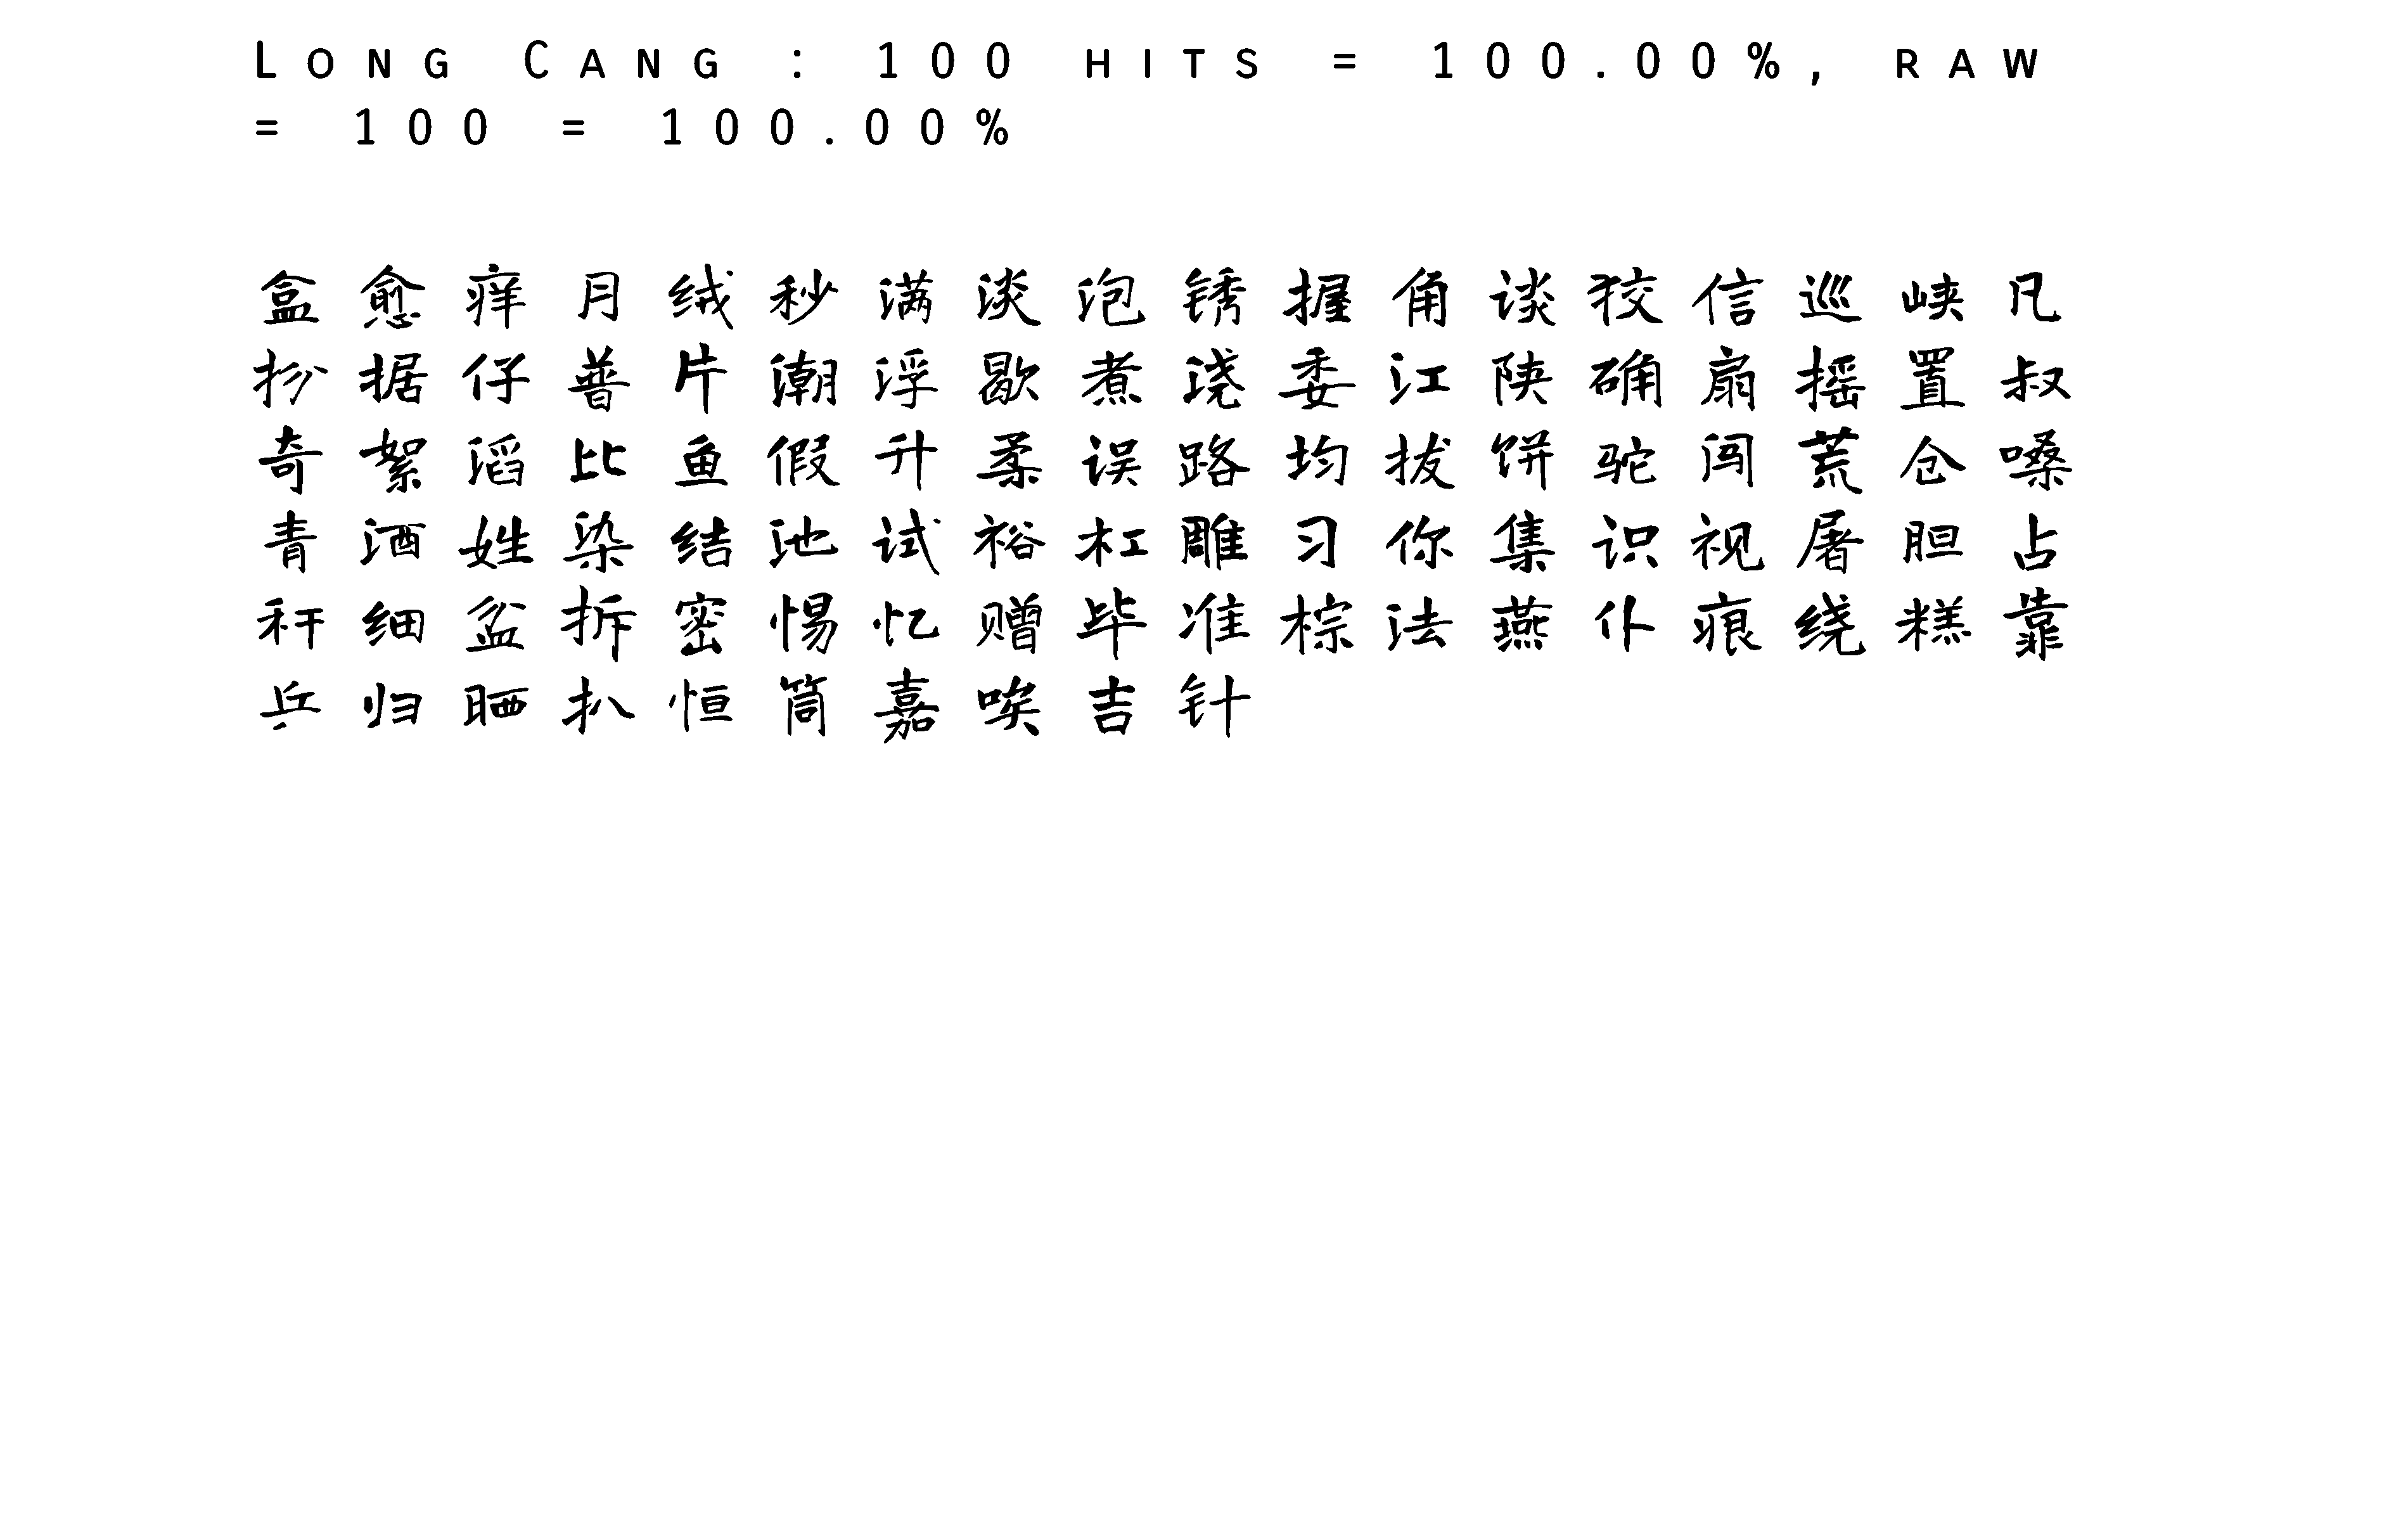 Long Cang : 100 hits = 100.00%, raw
= 100 = 100.00%
盒愈痒月绒秒满淡泡锈握角谈狡信巡峡凡
扮据仔普片潮浮歇煮浇委江陕确扇摇置叔
奇絮滔比鱼假升柔误路均拔饼驼闯荒仓嗓
青酒姓染结池试裕杠雕习你集识视屠胆占
秆细盆拆密惕忆赠毕准棕法燕仆痕绕糕靠
乒归晒扒恒筒嘉唉吉针